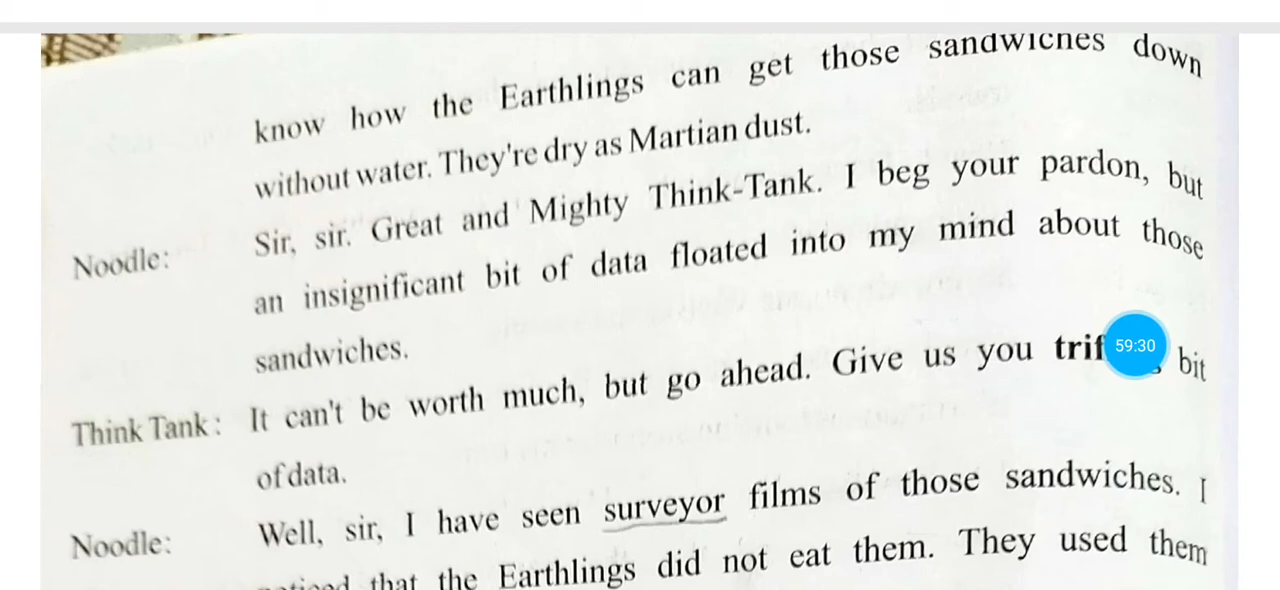 know how the Earthlings can get those sandwiches down
without water. They're dry as Martian dust.
Noodle: Sir, sir. Great and Mighty Think-Tank. I beg your pardon, but
an insignificant bit of data floated into my mind about those
sandwiches.
Think Tank : It can't be worth much, but go ahead. Give us you 59:30 bit
of data.
Noodle: Well, sir, I have seen surveyor films of those sandwiches. I
that the Earthlings did not eat them. They used them